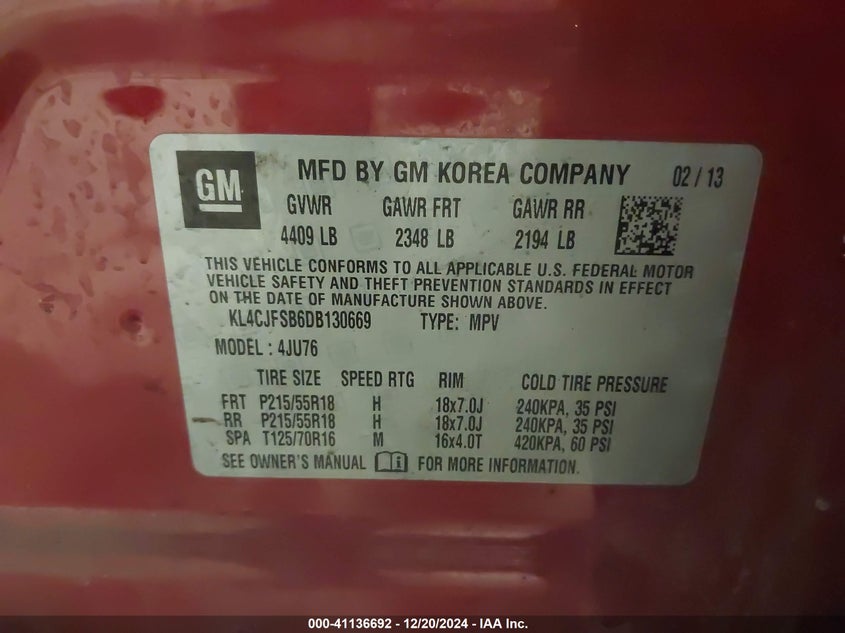 GM
MFD BY GM KOREA COMPANY 02 / 13
GVWR GAWR FRT GAWR RR
4409 LB 2348 LB 2194 LB
THIS VEHICLE CONFORMS TO ALL APPLICABLE U.S. FEDERAL MOTOR
VEHICLE SAFETY AND THEFT PREVENTION STANDARDS IN EFFECT
ON THE DATE OF MANUFACTURE SHOWN ABOVE.
KL4CJFSB6DB130669 TYPE: MPV
MODEL : 4JU76
TIRE SIZE SPEED RTG RIM COLD TIRE PRESSURE
FRT P215/55R18 H 18x7.0J 240KPA, 35 PSI
RR P215/55R18 H 18x7.0J 240KPA, 35 PSI
SPA T125/70R16 M 16x4.0T 420KPA, 60 PSI
SEE OWNER'S MANUAL FOR MORE INFORMATION.
000-41136692 - 12/20/2024 - IAA Inc.